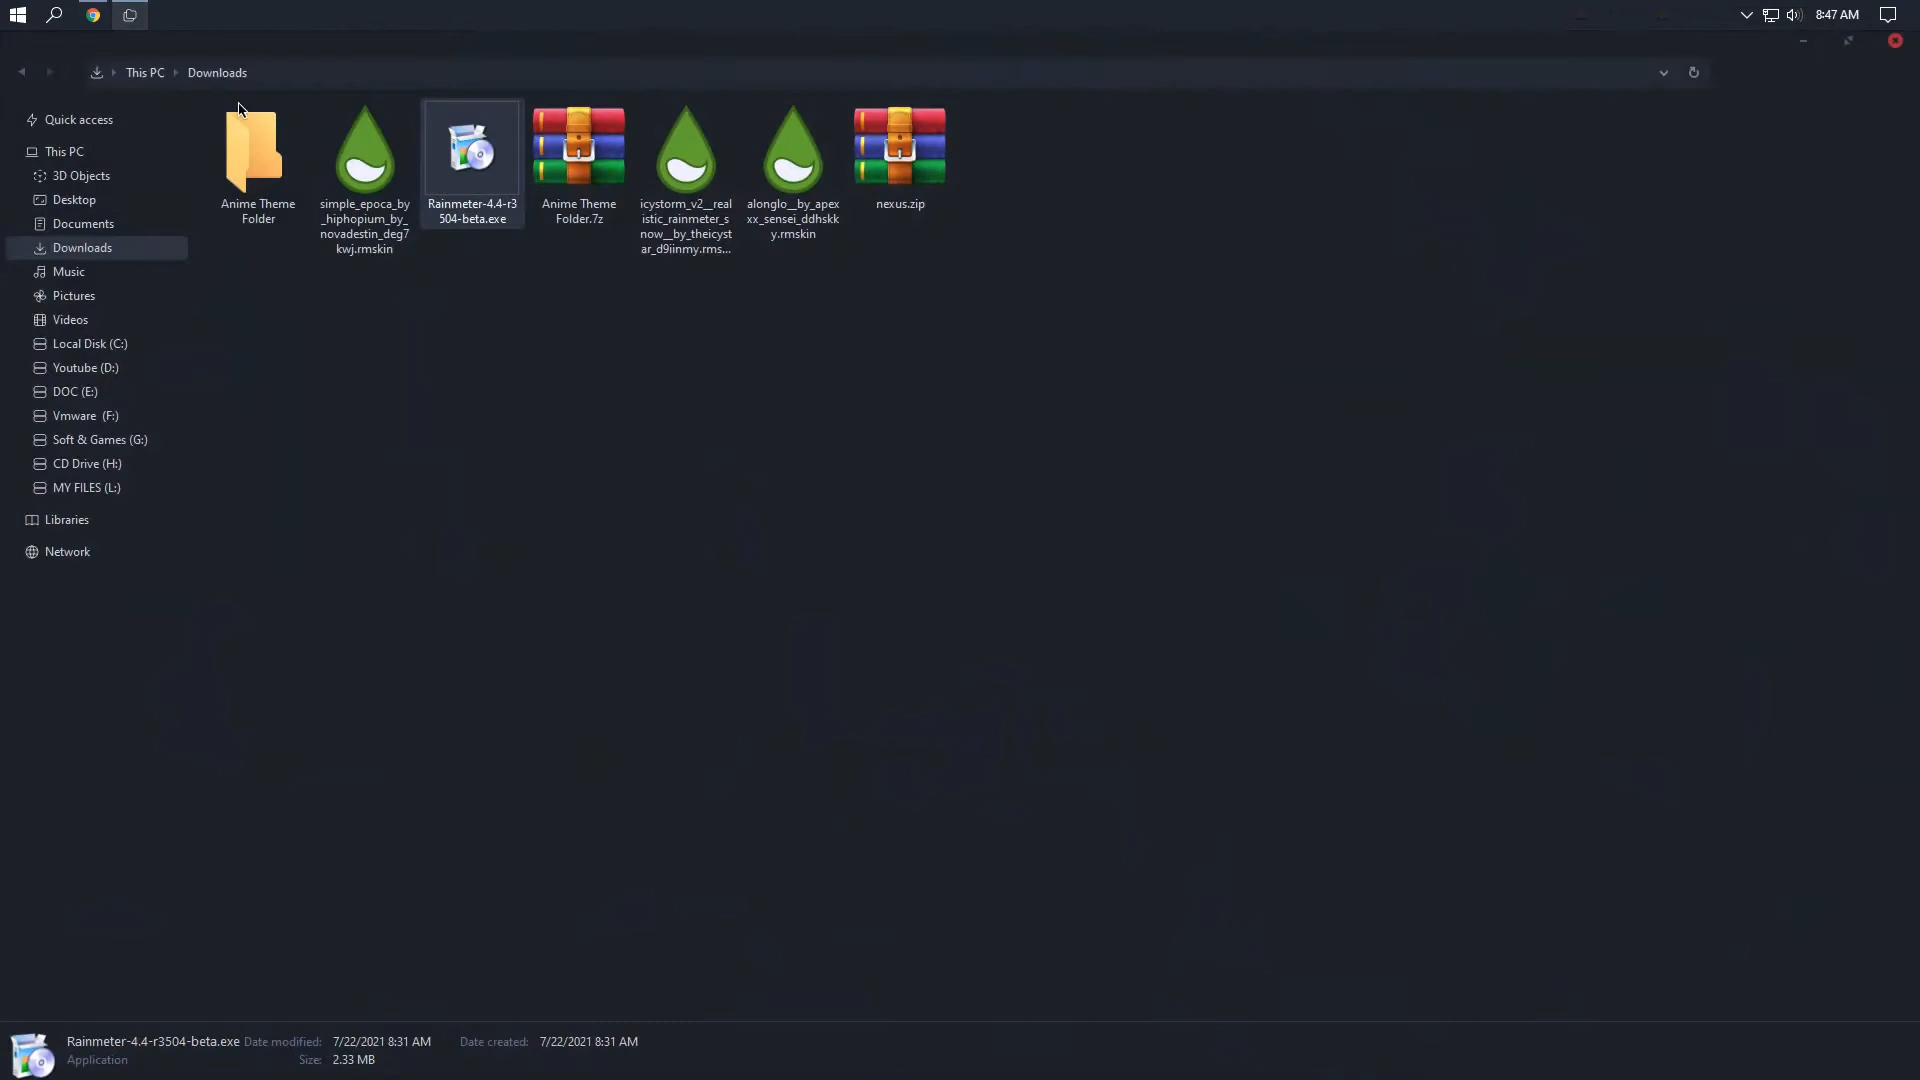 8:47 AM
This PC
Downloads
Quick access
This PC
3D Objects
Desktop
Documents
Downloads
Music
Pictures
Videos
Local Disk (C:)
Youtube (D:)
DOC (E:)
Vmware  (F:)
Soft & Games (G:)
CD Drive (H:)
MY FILES (L:)
Libraries
Network
Anime Theme
Folder
simple_epoca_by
_hiphopium_by_
novadestin_deg7
kwj.rmskin
Rainmeter-4.4-r3
504-beta.exe
Anime Theme
Folder.7z
icystorm_v2__real
istic_rainmeter_s
now__by_theicyst
ar_d9iinmy.rms...
alonglo__by_apex
xx_sensei_ddhskk
y.rmskin
nexus.zip
Rainmeter-4.4-r3504-beta.exe Date modified: 7/22/2021 8:31 AM Date created: 7/22/2021 8:31 AM
Application Size: 2.33 MB